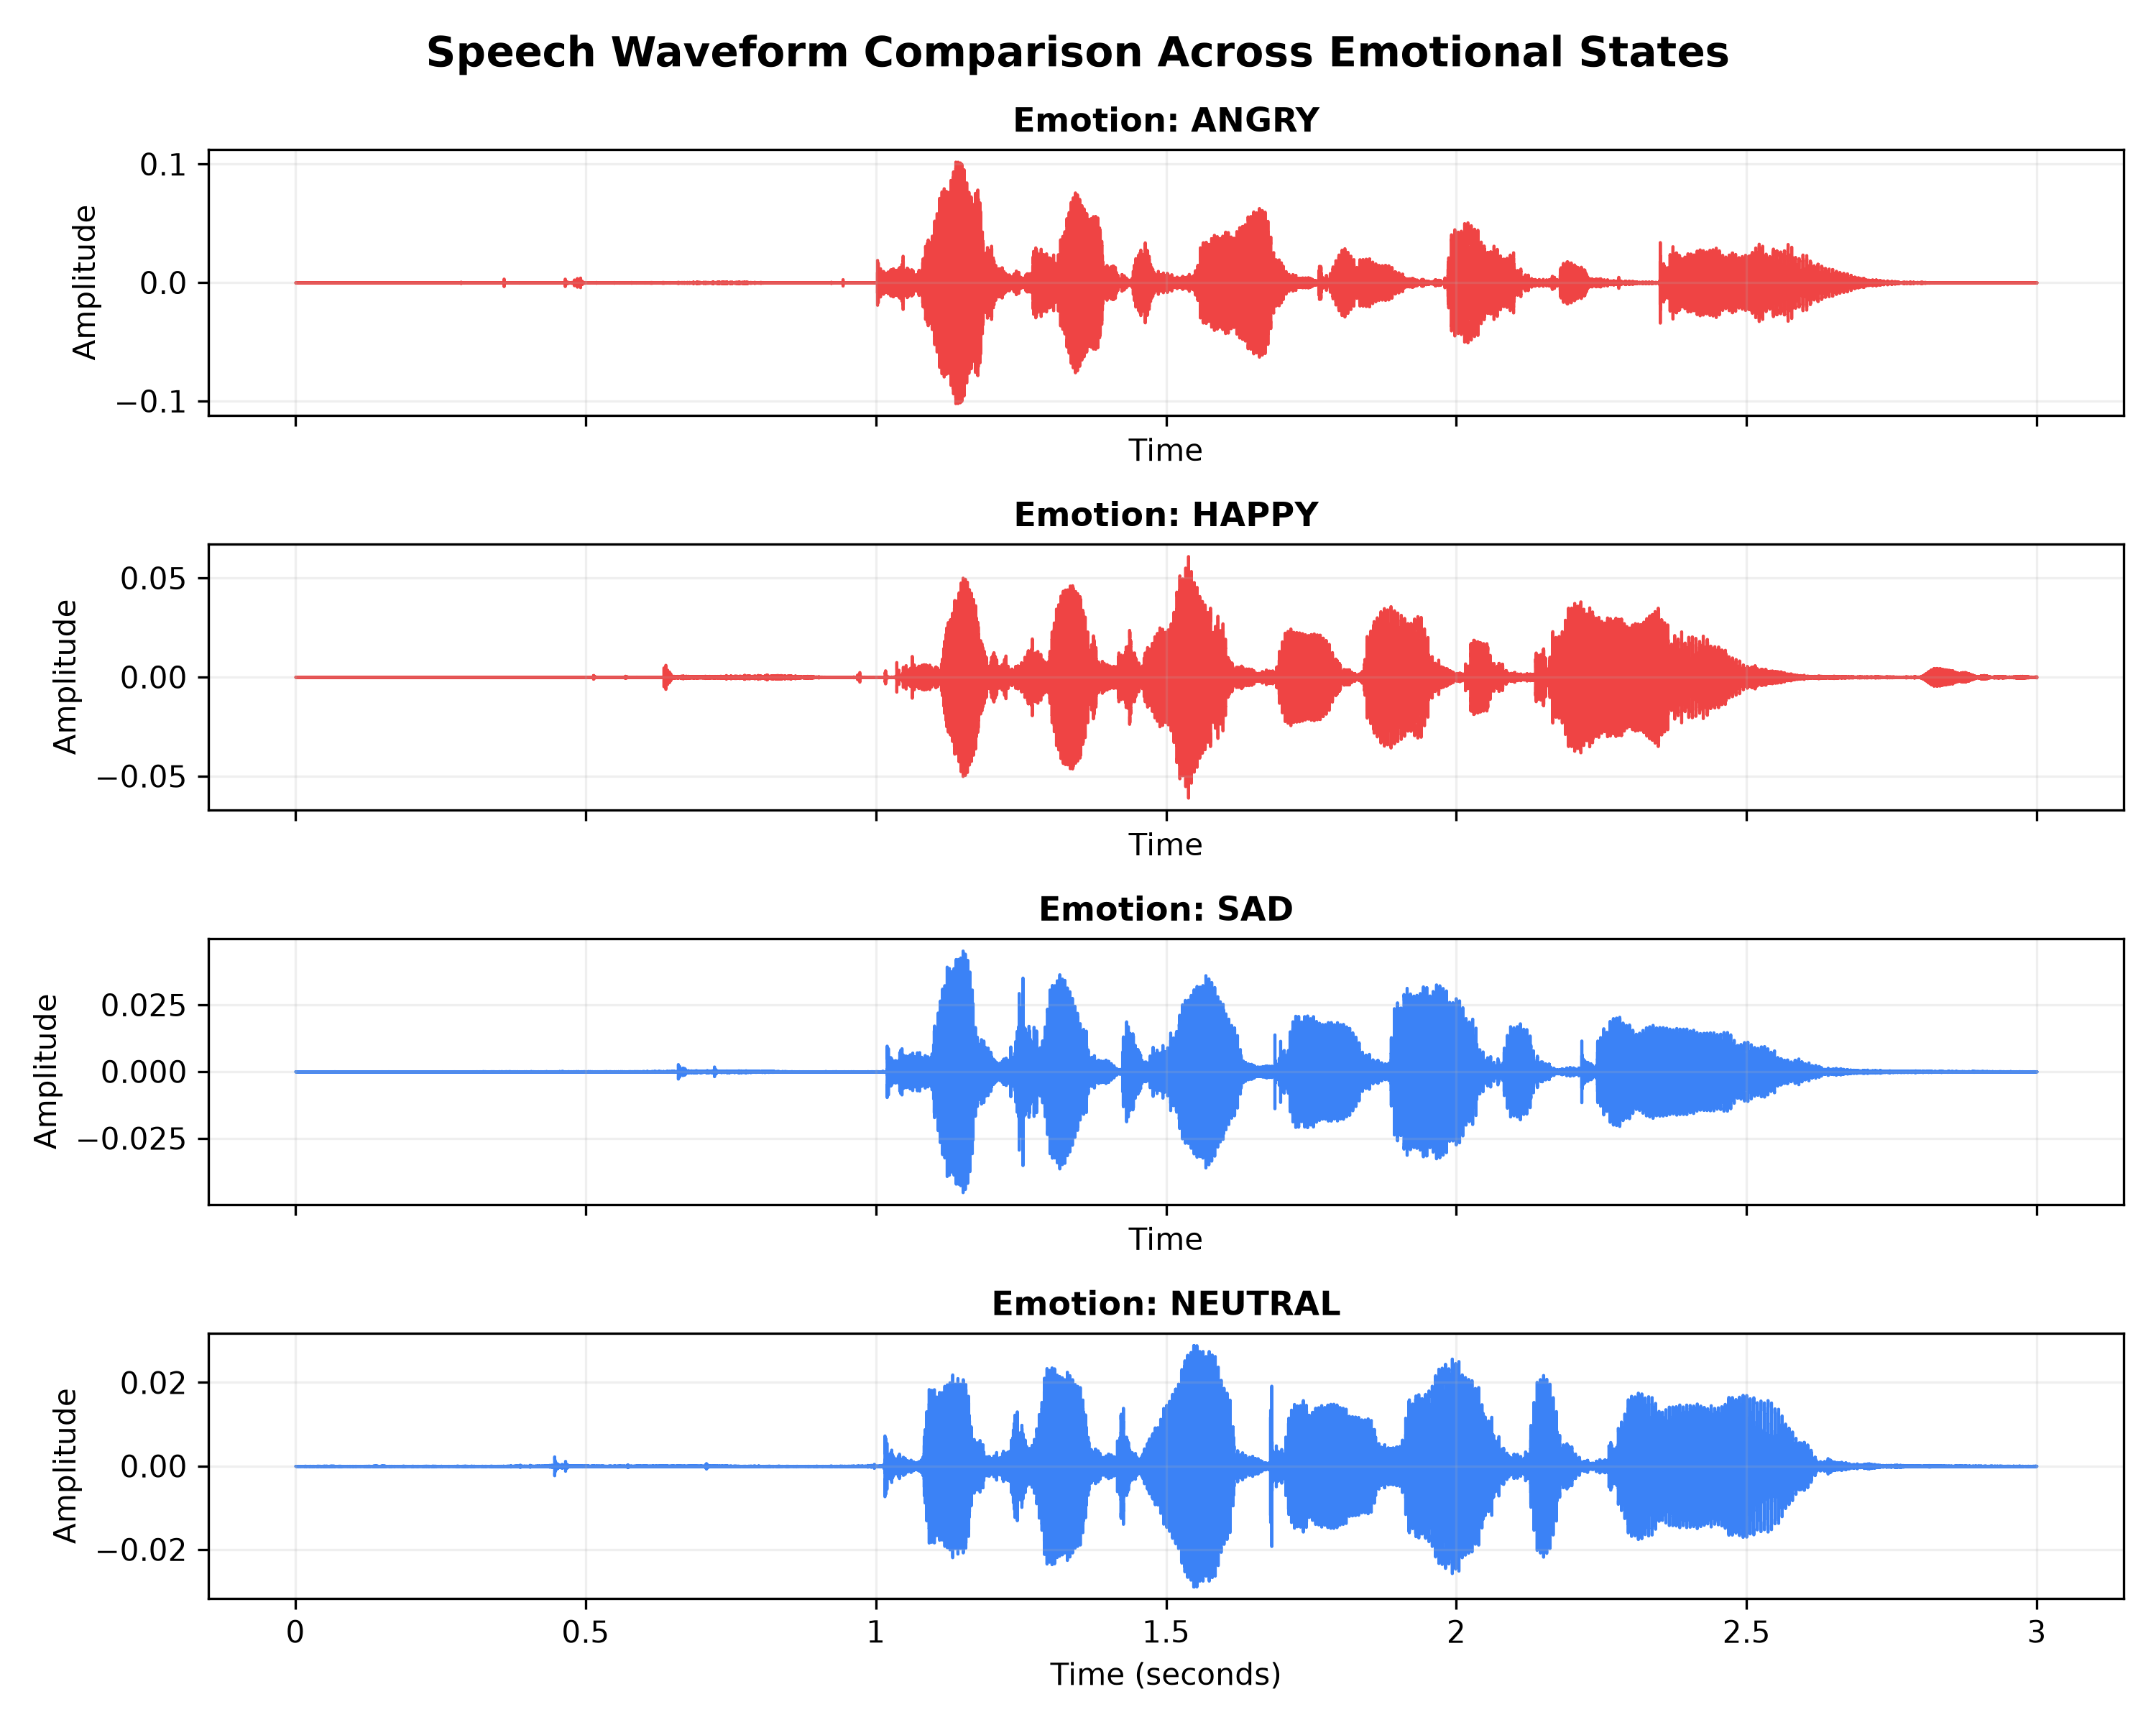 Speech Waveform Comparison Across Emotional States
Emotion: ANGRY
Amplitude
0.1
0.0
−0.1
Time
Emotion: HAPPY
Amplitude
0.05
0.00
−0.05
Time
Emotion: SAD
Amplitude
0.025
0.000
−0.025
Time
Emotion: NEUTRAL
Amplitude
0.02
0.00
−0.02
0 0.5 1 1.5 2 2.5 3
Time (seconds)